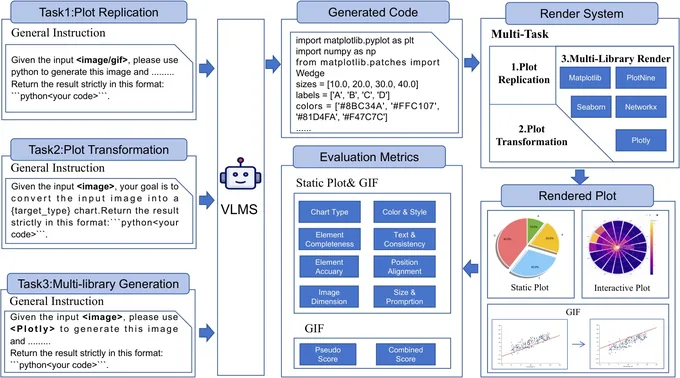 Task1:Plot Replication
General Instruction
Given the input <image/gif>, please use
python to generate this image and .........
Return the result strictly in this format:
```python<your code>```.
Task2:Plot Transformation
General Instruction
Given the input <image>, your goal is to
convert the input image into a
{target_type} chart.Return the result
strictly in this format:```python<your
code>```.
Task3:Multi-library Generation
General Instruction
Given the input <image>, please use
<Plotly> to generate this image
and .........
Return the result strictly in this format:
```python<your code>```.
VLMS
Generated Code
import matplotlib.pyplot as plt
import numpy as np
from matplotlib.patches import
Wedge
sizes = [10.0, 20.0, 30.0, 40.0]
labels = ['A', 'B', 'C', 'D']
colors = ['#8BC34A', '#FFC107',
'#81D4FA', '#F47C7C']
......
Render System
Multi-Task
1.Plot
Replication
2.Plot
Transformation
3.Multi-Library Render
Matplotlib
PlotNine
Seaborn
Networkx
Plotly
Evaluation Metrics
Static Plot& GIF
Chart Type
Color & Style
Element
Completeness
Text &
Consistency
Element
Accuary
Position
Alignment
Image
Dimension
Size &
Promprtion
GIF
Pseudo
Score
Combined
Score
Rendered Plot
Static Plot
Interactive Plot
GIF